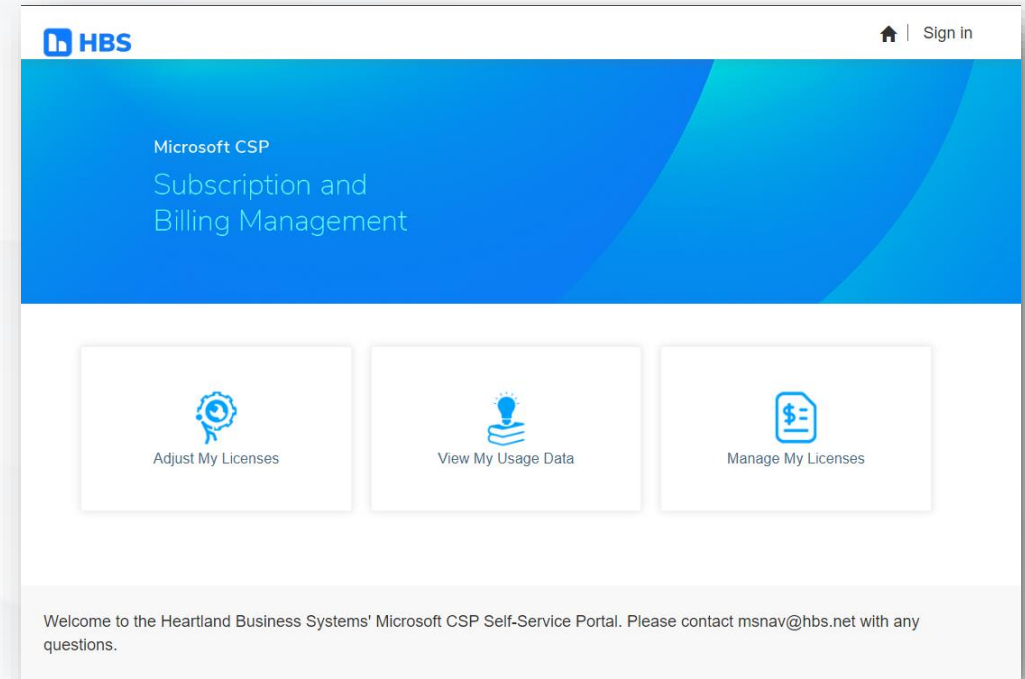 HBS
Sign in
Microsoft CSP
Subscription and
Billing Management
Adjust My Licenses
View My Usage Data
Manage My Licenses
Welcome to the Heartland Business Systems' Microsoft CSP Self-Service Portal. Please contact msnav@hbs.net with any
questions.